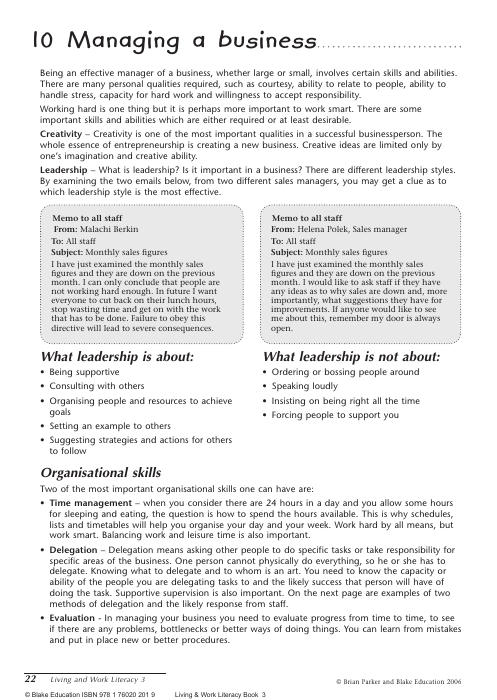 10 Managing a business
Being an effective manager of a business, whether large or small, involves certain skills and abilities.
There are many personal qualities required, such as courtesy, ability to relate to people, ability to
handle stress, capacity for hard work and willingness to accept responsibility.
Working hard is one thing but it is perhaps more important to work smart. There are some
important skills and abilities which are either required or at least desirable.
Creativity – Creativity is one of the most important qualities in a successful businessperson. The
whole essence of entrepreneurship is creating a new business. Creative ideas are limited only by
one's imagination and creative ability.
Leadership – What is leadership? Is it important in a business? There are different leadership styles.
By examining the two emails below, from two different sales managers, you may get a clue as to
which leadership style is the most effective.
Memo to all staff
From: Malachi Berkin
To: All staff
Subject: Monthly sales figures
I have just examined the monthly sales
figures and they are down on the previous
month. I can only conclude that people are
not working hard enough. In future I want
everyone to cut back on their lunch hours,
stop wasting time and get on with the work
that has to be done. Failure to obey this
directive will lead to severe consequences.
Memo to all staff
From: Helena Polek, Sales manager
To: All staff
Subject: Monthly sales figures
I have just examined the monthly sales
figures and they are down on the previous
month. I would like to ask staff if they have
any ideas as to why sales are down and, more
importantly, what suggestions they have for
improvements. If anyone would like to see
me about this, remember my door is always
open.
What leadership is about:
• Being supportive
• Consulting with others
• Organising people and resources to achieve
goals
• Setting an example to others
• Suggesting strategies and actions for others
to follow
What leadership is not about:
• Ordering or bossing people around
• Speaking loudly
• Insisting on being right all the time
• Forcing people to support you
Organisational skills
Two of the most important organisational skills one can have are:
• Time management – when you consider there are 24 hours in a day and you allow some hours
for sleeping and eating, the question is how to spend the hours available. This is why schedules,
lists and timetables will help you organise your day and your week. Work hard by all means, but
work smart. Balancing work and leisure time is also important.
• Delegation – Delegation means asking other people to do specific tasks or take responsibility for
specific areas of the business. One person cannot physically do everything, so he or she has to
delegate. Knowing what to delegate and to whom is an art. You need to know the capacity or
ability of the people you are delegating tasks to and the likely success that person will have of
doing the task. Supportive supervision is also important. On the next page are examples of two
methods of delegation and the likely response from staff.
• Evaluation - In managing your business you need to evaluate progress from time to time, to see
if there are any problems, bottlenecks or better ways of doing things. You can learn from mistakes
and put in place new or better procedures.
22 Living and Work Literacy 3
© Brian Parker and Blake Education 2006
© Blake Education ISBN 978 1 76020 201 9 Living & Work Literacy Book 3